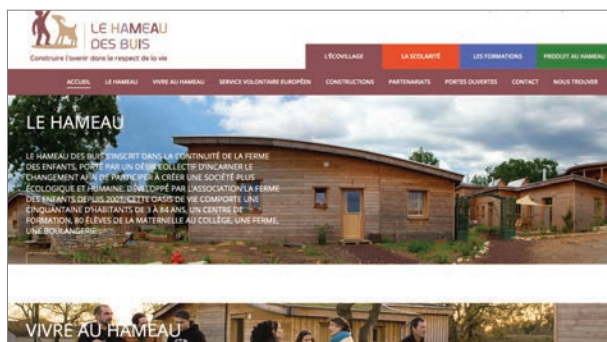 LE HAMEAU
DES BUIS
Construire l'avenir dans le respect de la vie
L'ÉCOVILLAGE
LA SCOLARITÉ
LES FORMATIONS
PRODUIT AU HAMEAU
ACCUEIL
LE HAMEAU
VIVRE AU HAMEAU
SERVICE VOLONTAIRE EUROPÉEN
CONSTRUCTIONS
PARTENARIATS
PORTES OUVERTES
CONTACT
NOUS TROUVER
LE HAMEAU
LE HAMEAU DES BUIS S'INSCRIT DANS LA CONTINUITÉ DE LA FERME
DES ENFANTS, PORTÉ PAR UN DÉSIR COLLECTIF D'INCARNER LE
CHANGEMENT AFIN DE PARTICIPER À CRÉER UNE SOCIÉTÉ PLUS
ÉCOLOGIQUE ET HUMAINE. DÉVELOPPÉ PAR L'ASSOCIATION LA FERME
DES ENFANTS DEPUIS 2001, CETTE OASIS DE VIE COMPORTE UNE
CINQUANTAINE D'HABITANTS DE 3 À 84 ANS, UN CENTRE DE
FORMATION, 80 ÉLÈVES DE LA MATERNELLE AU COLLÈGE, UNE FERME,
UNE BOULANGERIE...
VIVRE AU HAMEAU